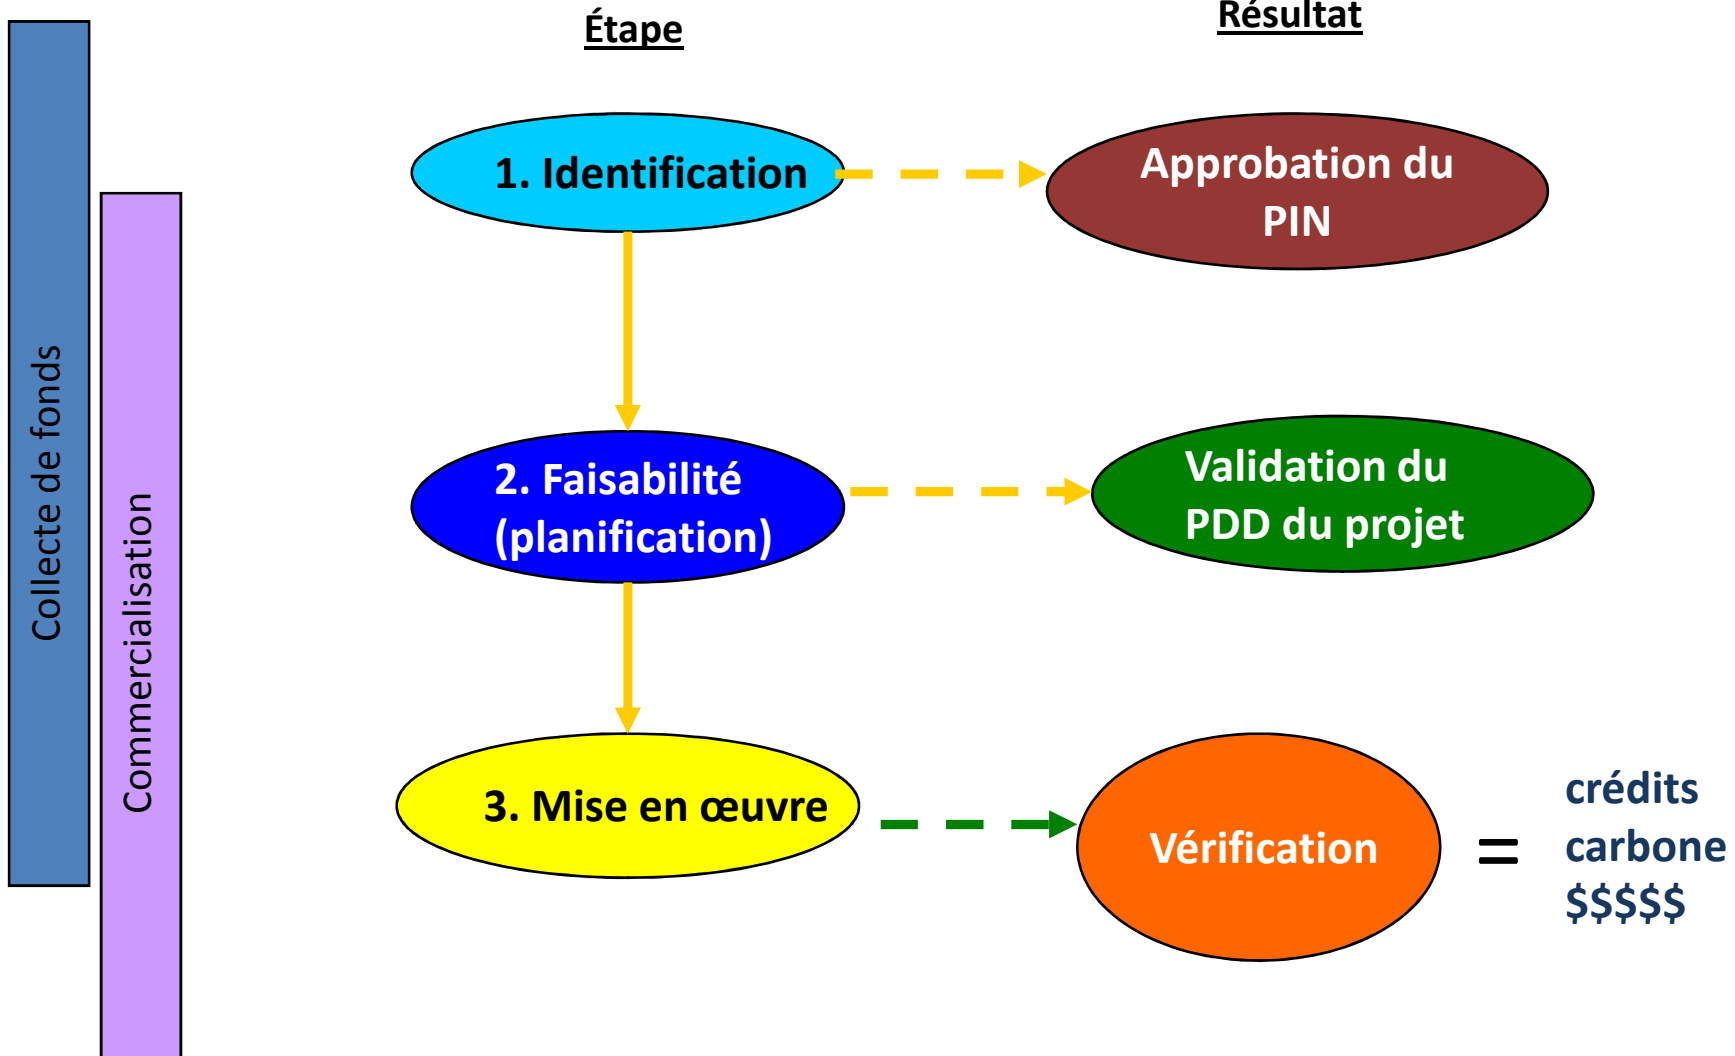 Étape
Résultat
1. Identification
Approbation du
PIN
2. Faisabilité
(planification)
Validation du
PDD du projet
3. Mise en œuvre
Vérification
=
crédits
carbone
$$$$$
Collecte de fonds
Commercialisation